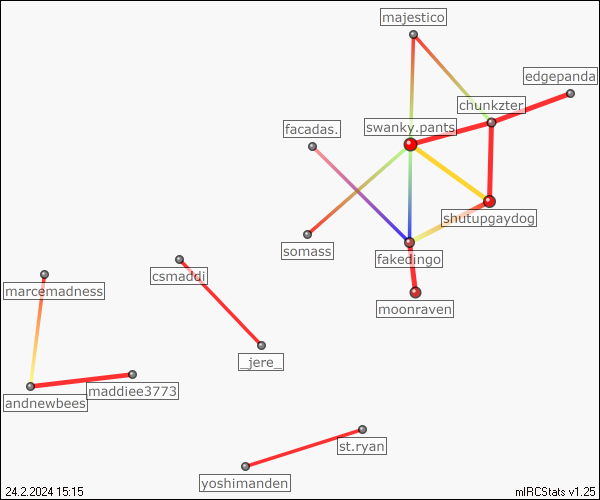 majestico
edgepanda
chunkzter
facadas.
swanky.pants
shutupgaydog
somass
fakedingo
csmaddi
marcemadness
moonraven
_jere_
maddiee3773
andnewbees
st.ryan
yoshimanden
24.2.2024 15:15
mIRCStats v1.25